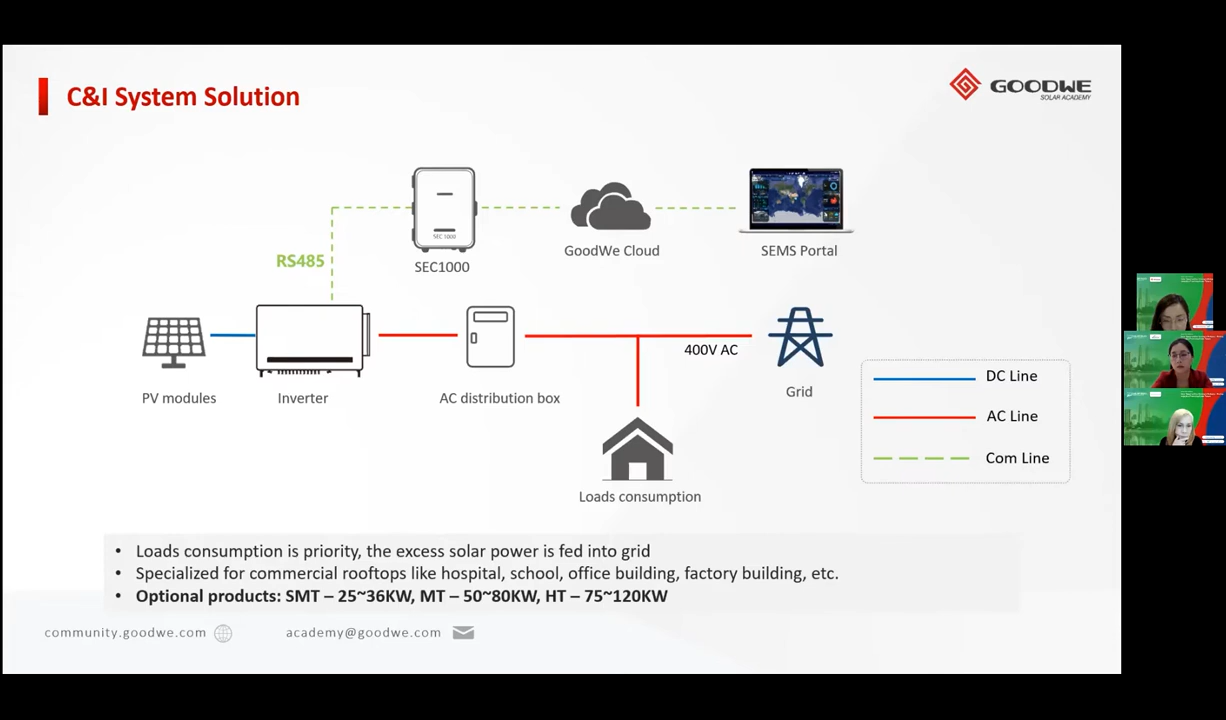 C&I System Solution
GOODWE
SOLAR ACADEMY
SEC 1000
RS485
SEC1000
GoodWe Cloud
SEMS Portal
400V AC
PV modules
Inverter
AC distribution box
Grid
Loads consumption
DC Line
AC Line
Com Line
• Loads consumption is priority, the excess solar power is fed into grid
• Specialized for commercial rooftops like hospital, school, office building, factory building, etc.
• Optional products: SMT – 25~36KW, MT – 50~80KW, HT – 75~120KW
community.goodwe.com
academy@goodwe.com